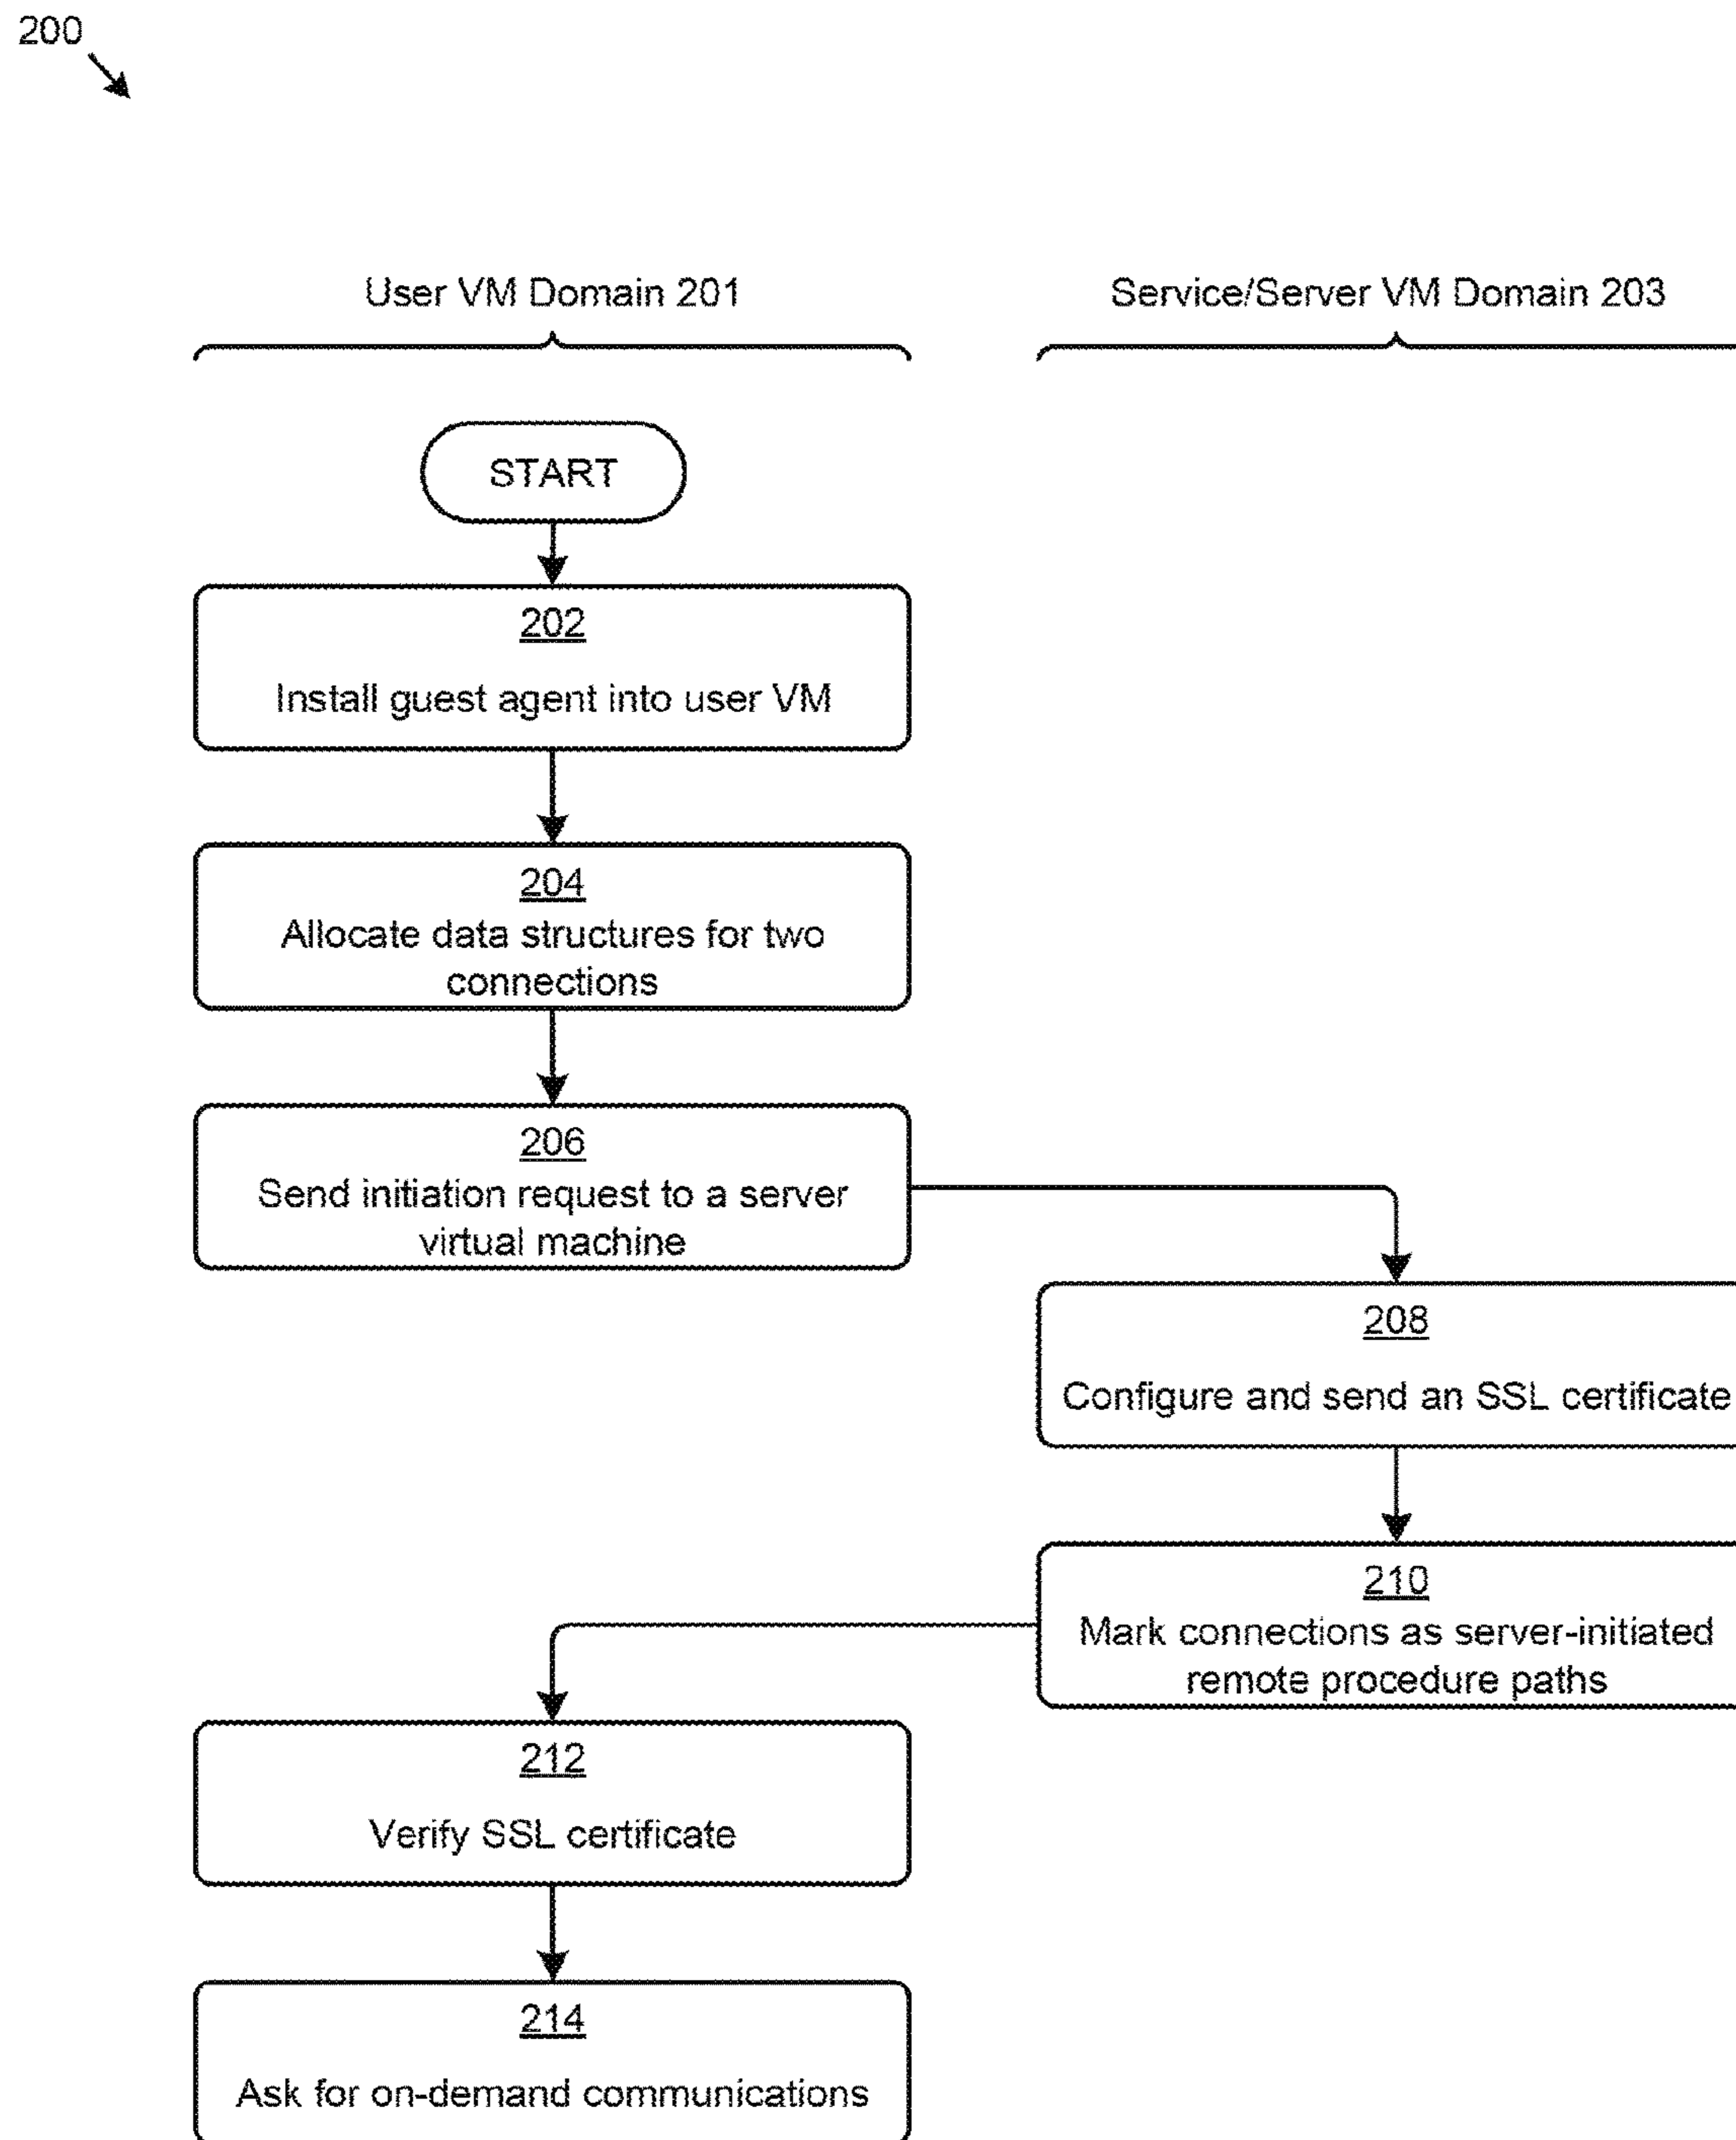 200
User VM Domain 201
Service/Server VM Domain 203
START
202
Install guest agent into user VM
204
Allocate data structures for two
connections
206
Send initiation request to a server
virtual machine
208
Configure and send an SSL certificate
210
Mark connections as server-initiated
remote procedure paths
212
Verify SSL certificate
214
Ask for on-demand communications